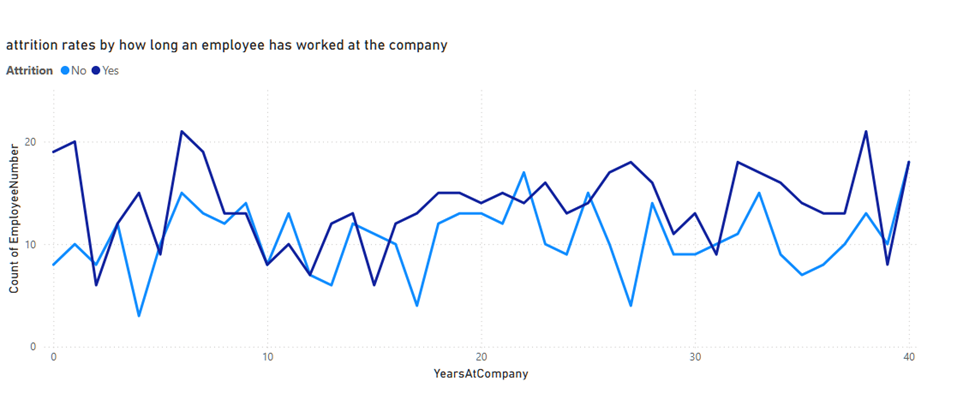 attrition rates by how long an employee has worked at the company
Attrition No Yes
Count of EmployeeNumber
20
10
0
0 10 20 30 40
YearsAtCompany